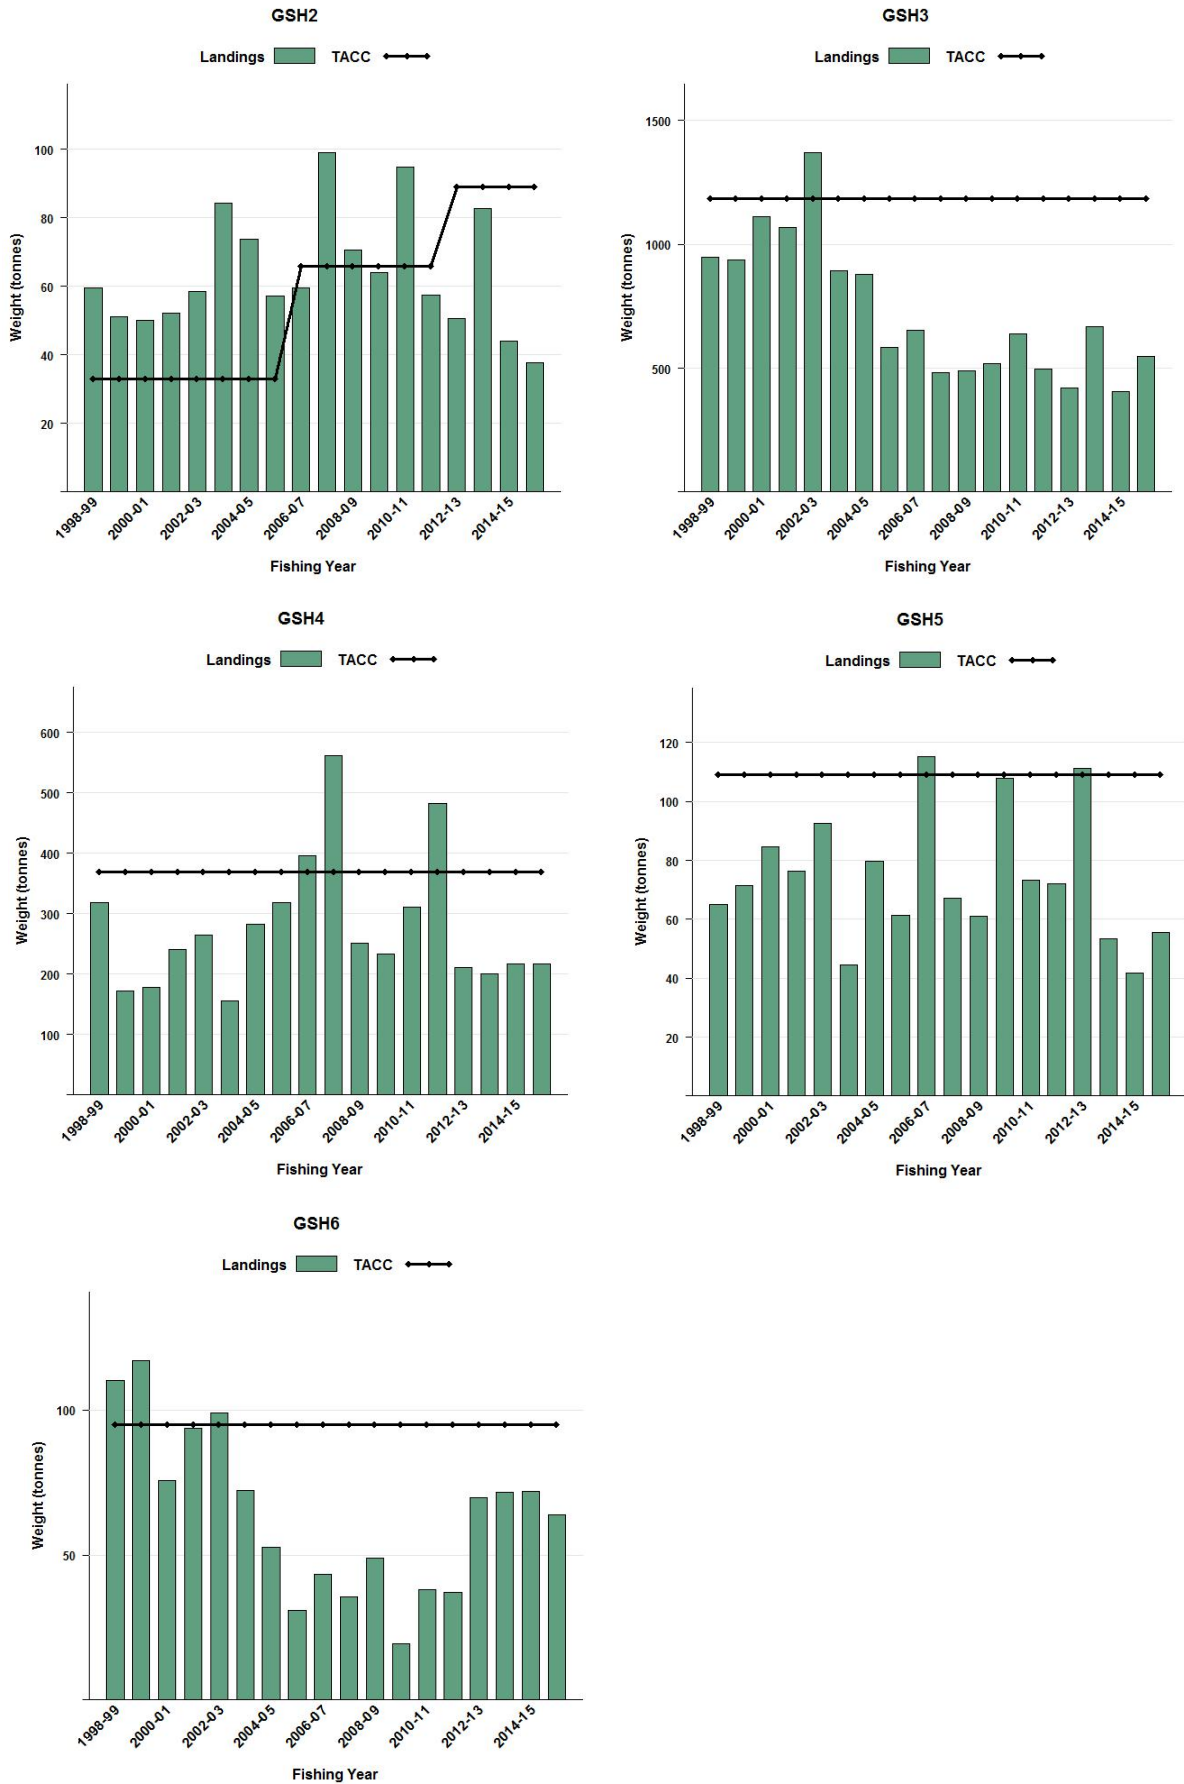 GSH2
Landings TACC
Weight (tonnes)
100
80
60
40
20
1998-99 2000-01 2002-03 2004-05 2006-07 2008-09 2010-11 2012-13 2014-15
Fishing Year
GSH3
Landings TACC
Weight (tonnes)
1500
1000
500
1998-99 2000-01 2002-03 2004-05 2006-07 2008-09 2010-11 2012-13 2014-15
Fishing Year
GSH4
Landings TACC
Weight (tonnes)
600
500
400
300
200
100
1998-99 2000-01 2002-03 2004-05 2006-07 2008-09 2010-11 2012-13 2014-15
Fishing Year
GSH5
Landings TACC
Weight (tonnes)
120
100
80
60
40
20
1998-99 2000-01 2002-03 2004-05 2006-07 2008-09 2010-11 2012-13 2014-15
Fishing Year
GSH6
Landings TACC
Weight (tonnes)
100
50
1998-99 2000-01 2002-03 2004-05 2006-07 2008-09 2010-11 2012-13 2014-15
Fishing Year